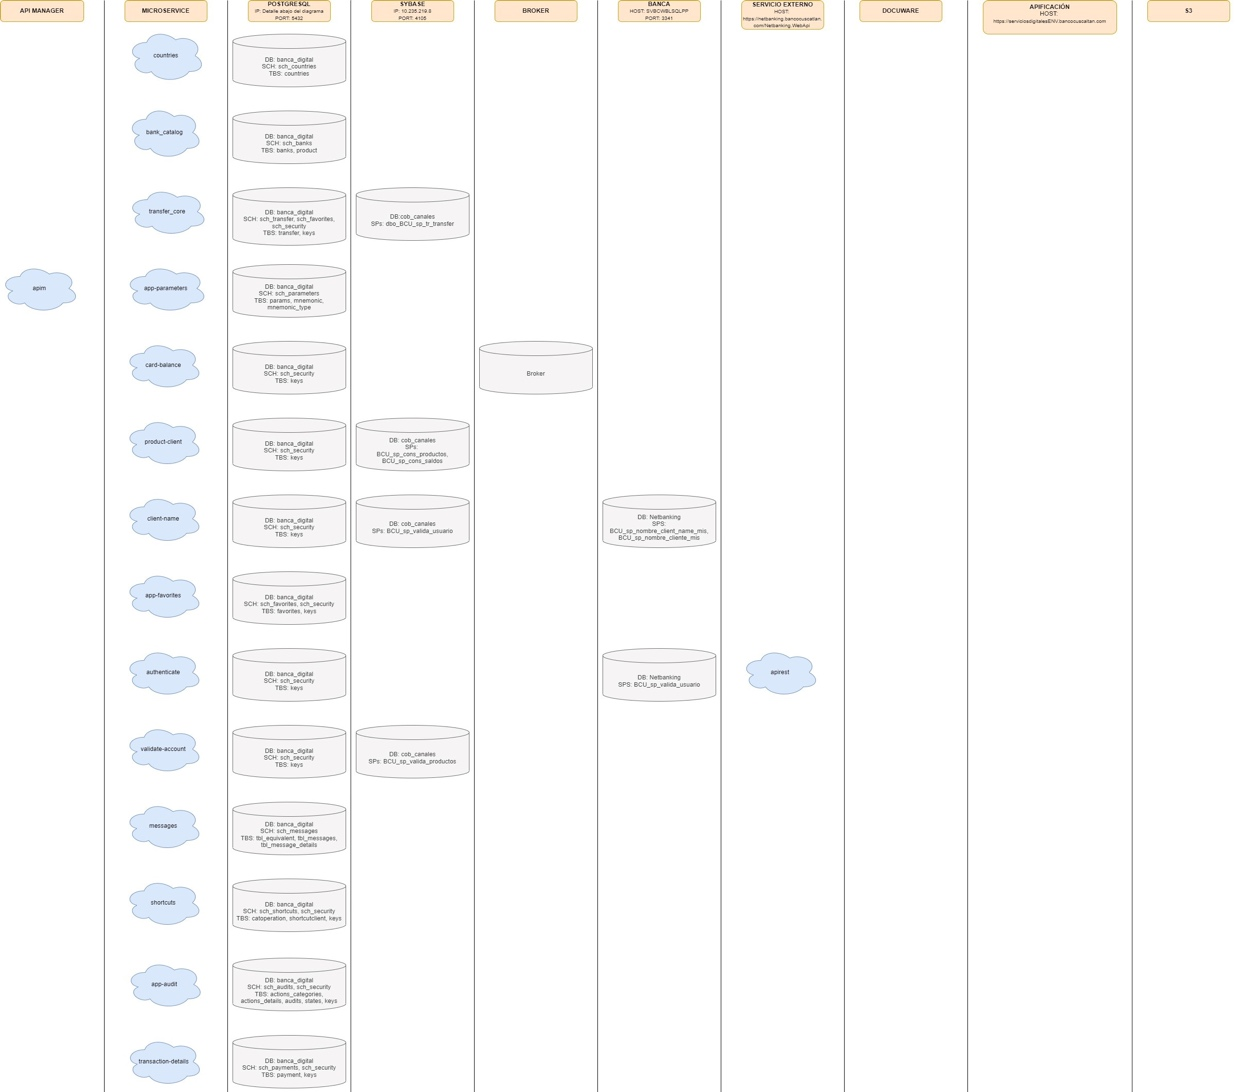 API MANAGER
MICROSERVICE
POSTGRESQL
IP: Detalle abajo del diagrama
PORT: 5432
SYBASE
IP: 10.235.219.5
PORT: 4105
BROKER
BANCA
HOST: SVBCW8LSQLPP
PORT: 2241
SERVICIO EXTERNO
HOST:
https://netbanking.bancocuscatlan.
com/Netbanking.WebApi
DOCUWARE
APIFICACIÓN
HOST:
https://serviciosdigitalesENV.bancocuscatlan.com
S3
countries
DB: banca_digital
SCH: sch_countries
TBS: countries
bank_catalog
DB: banca_digital
SCH: sch_banks
TBS: banks, product
transfer_core
DB: banca_digital
SCH: sch_transfer, sch_favorites,
sch_security
TBS: transfer, keys
DB:cob_canales
SPs: dbo_BCU_sp_tr_transfer
apim
app-parameters
DB: banca_digital
SCH: sch_parameters
TBS: params, mnemonic,
mnemonic_type
card-balance
DB: banca_digital
SCH: sch_security
TBS: keys
Broker
product-client
DB: banca_digital
SCH: sch_security
TBS: keys
DB: cob_canales
SPs:
BCU_sp_cons_productos,
BCU_sp_cons_saldos
client-name
DB: banca_digital
SCH: sch_security
TBS: keys
DB: cob_canales
SPs: BCU_sp_valida_usuario
DB: Netbanking
SPS:
BCU_sp_nombre_client_name_mis,
BCU_sp_nombre_cliente_mis
app-favorites
DB: banca_digital
SCH: sch_favorites, sch_security
TBS: favorites, keys
authenticate
DB: banca_digital
SCH: sch_security
TBS: keys
DB: Netbanking
SPS: BCU_sp_valida_usuario
apirest
validate-account
DB: banca_digital
SCH: sch_security
TBS: keys
DB: cob_canales
SPs: BCU_sp_valida_productos
messages
DB: banca_digital
SCH: sch_messages
TBS: tbl_equivalent, tbl_messages,
tbl_message_details
shortcuts
DB: banca_digital
SCH: sch_shortcuts, sch_security
TBS: catoperation, shortcutclient, keys
app-audit
DB: banca_digital
SCH: sch_audits, sch_security
TBS: actions_categories,
actions_details, audits, states, keys
transaction-details
DB: banca_digital
SCH: sch_payments, sch_security
TBS: payment, keys